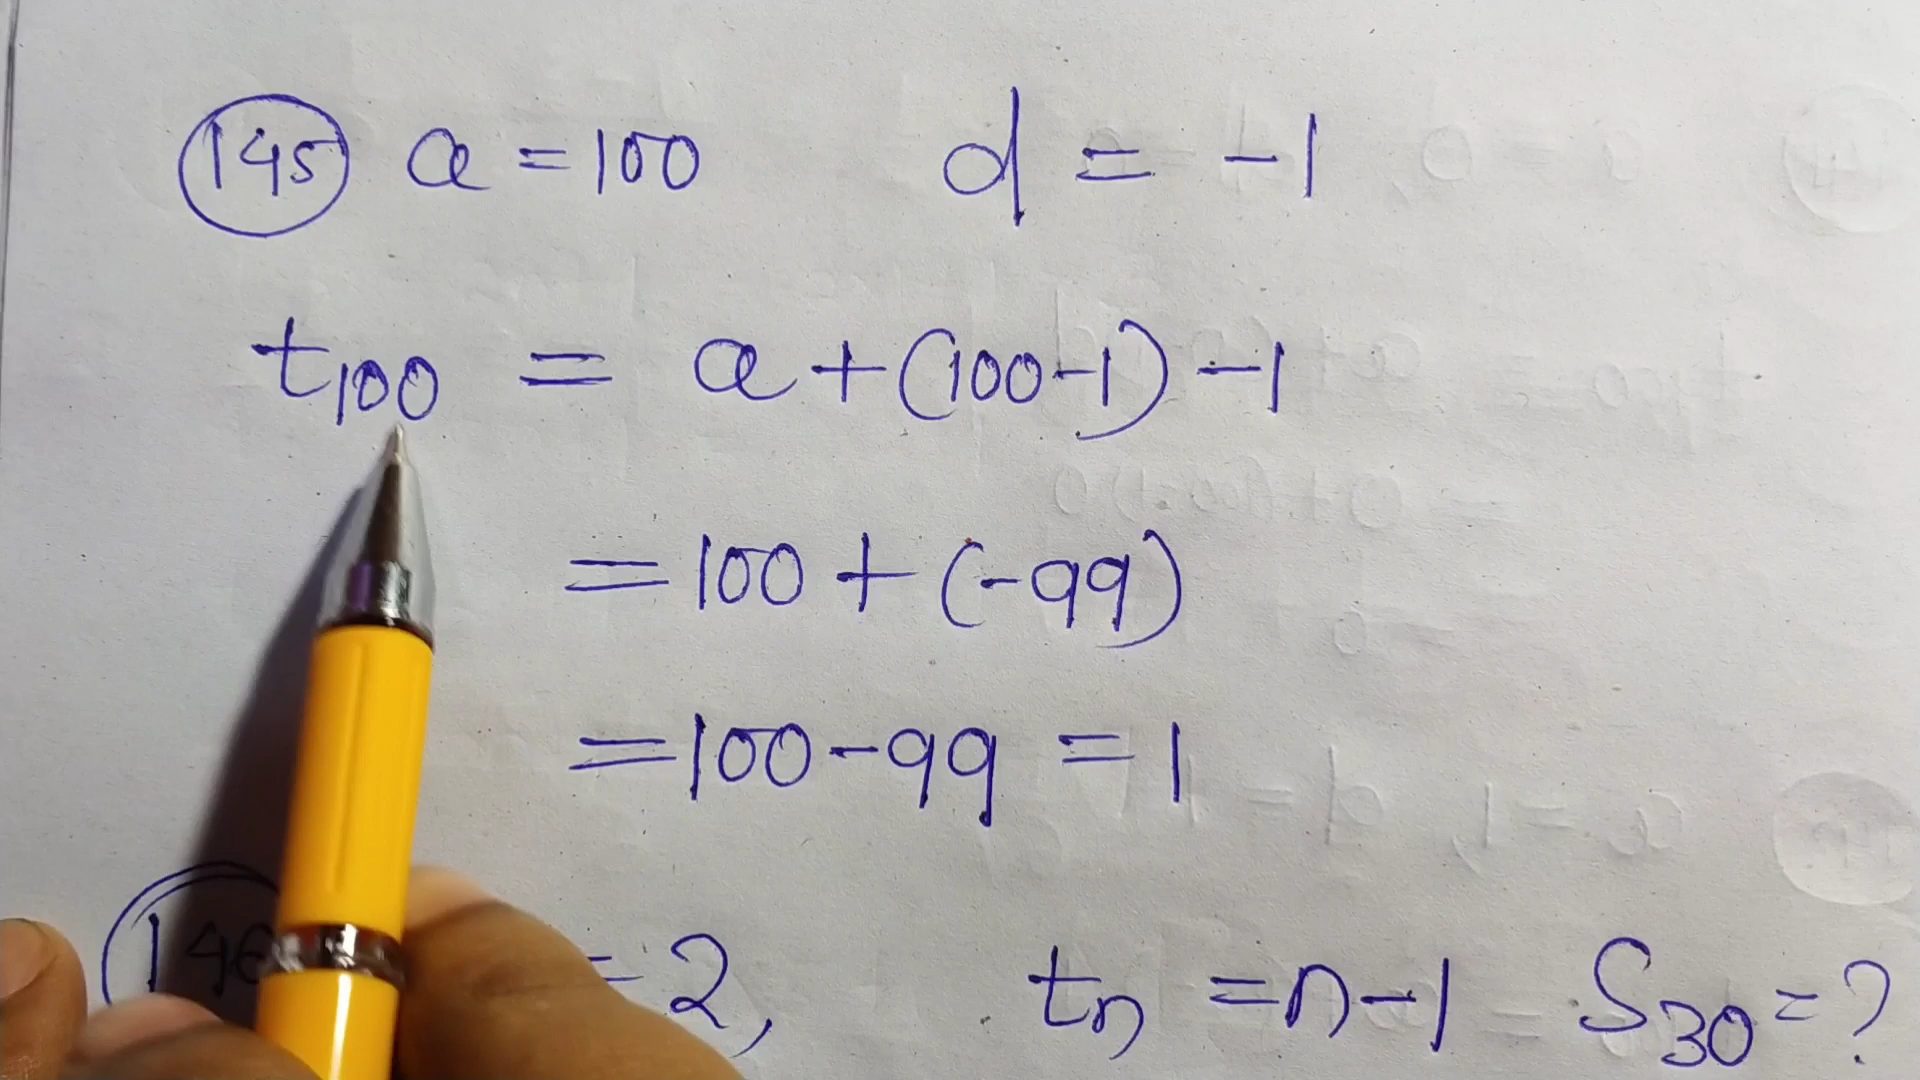 145 a = 100 d = -1
t100 = a + (100-1) -1
= 100 + (-99)
= 100 - 99 = 1
= 2, tn = n-1 S30 = ?